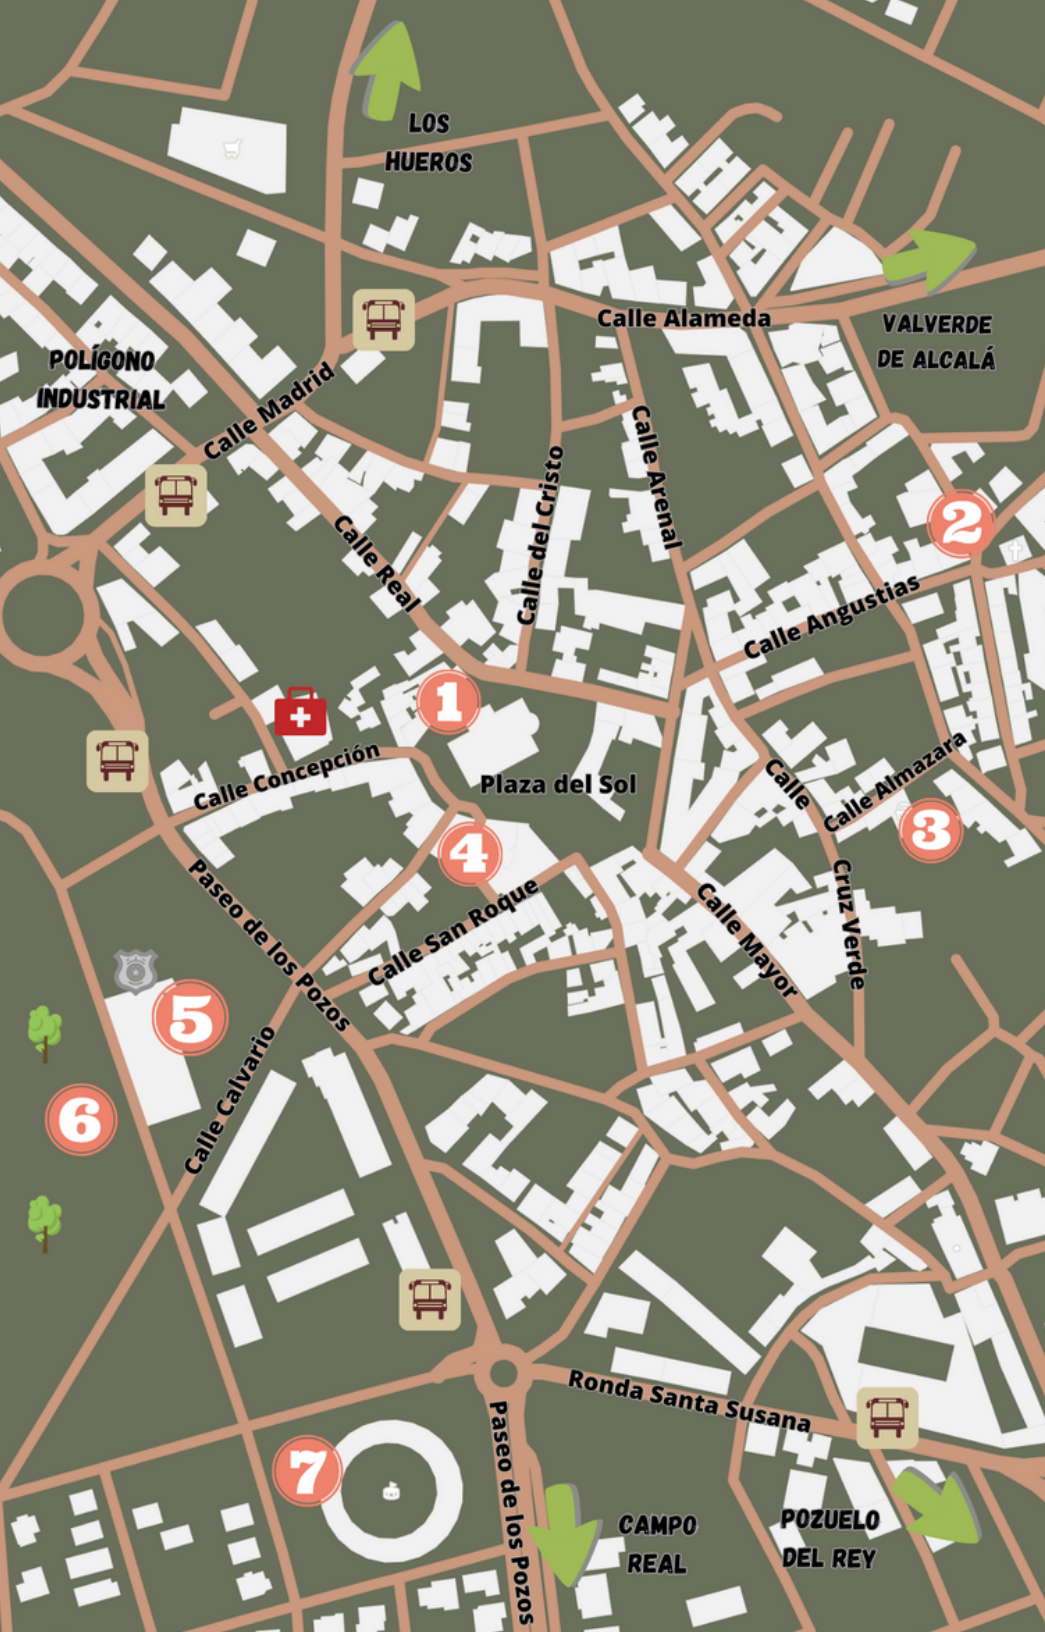 LOS
HUEROS
Calle Alameda
VALVERDE
DE ALCALÁ
POLÍGONO
INDUSTRIAL
Calle Madrid
Calle Arenal
Calle del Cristo
2
Calle Real
Calle Angustias
1
Calle Concepción
Plaza del Sol
Calle
Cruz Verde
Calle Almazara
3
4
Paseo de los Pozos
Calle San Roque
Calle Mayor
5
6
Calle Calvario
Ronda Santa Susana
7
Paseo de los Pozos
CAMPO
REAL
POZUELO
DEL REY